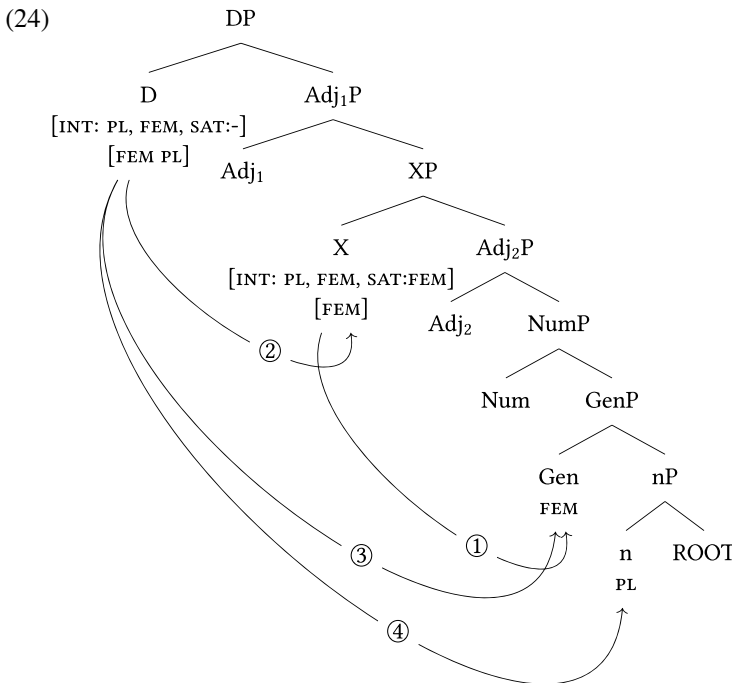 (24)
DP
D Adj₁P
[INT: PL, FEM, SAT:-]
[FEM PL]
Adj₁ XP
X Adj₂P
[INT: PL, FEM, SAT:FEM]
[FEM]
Adj₂ NumP
②
Num GenP
Gen nP
FEM
①
③
n ROOT
PL
④